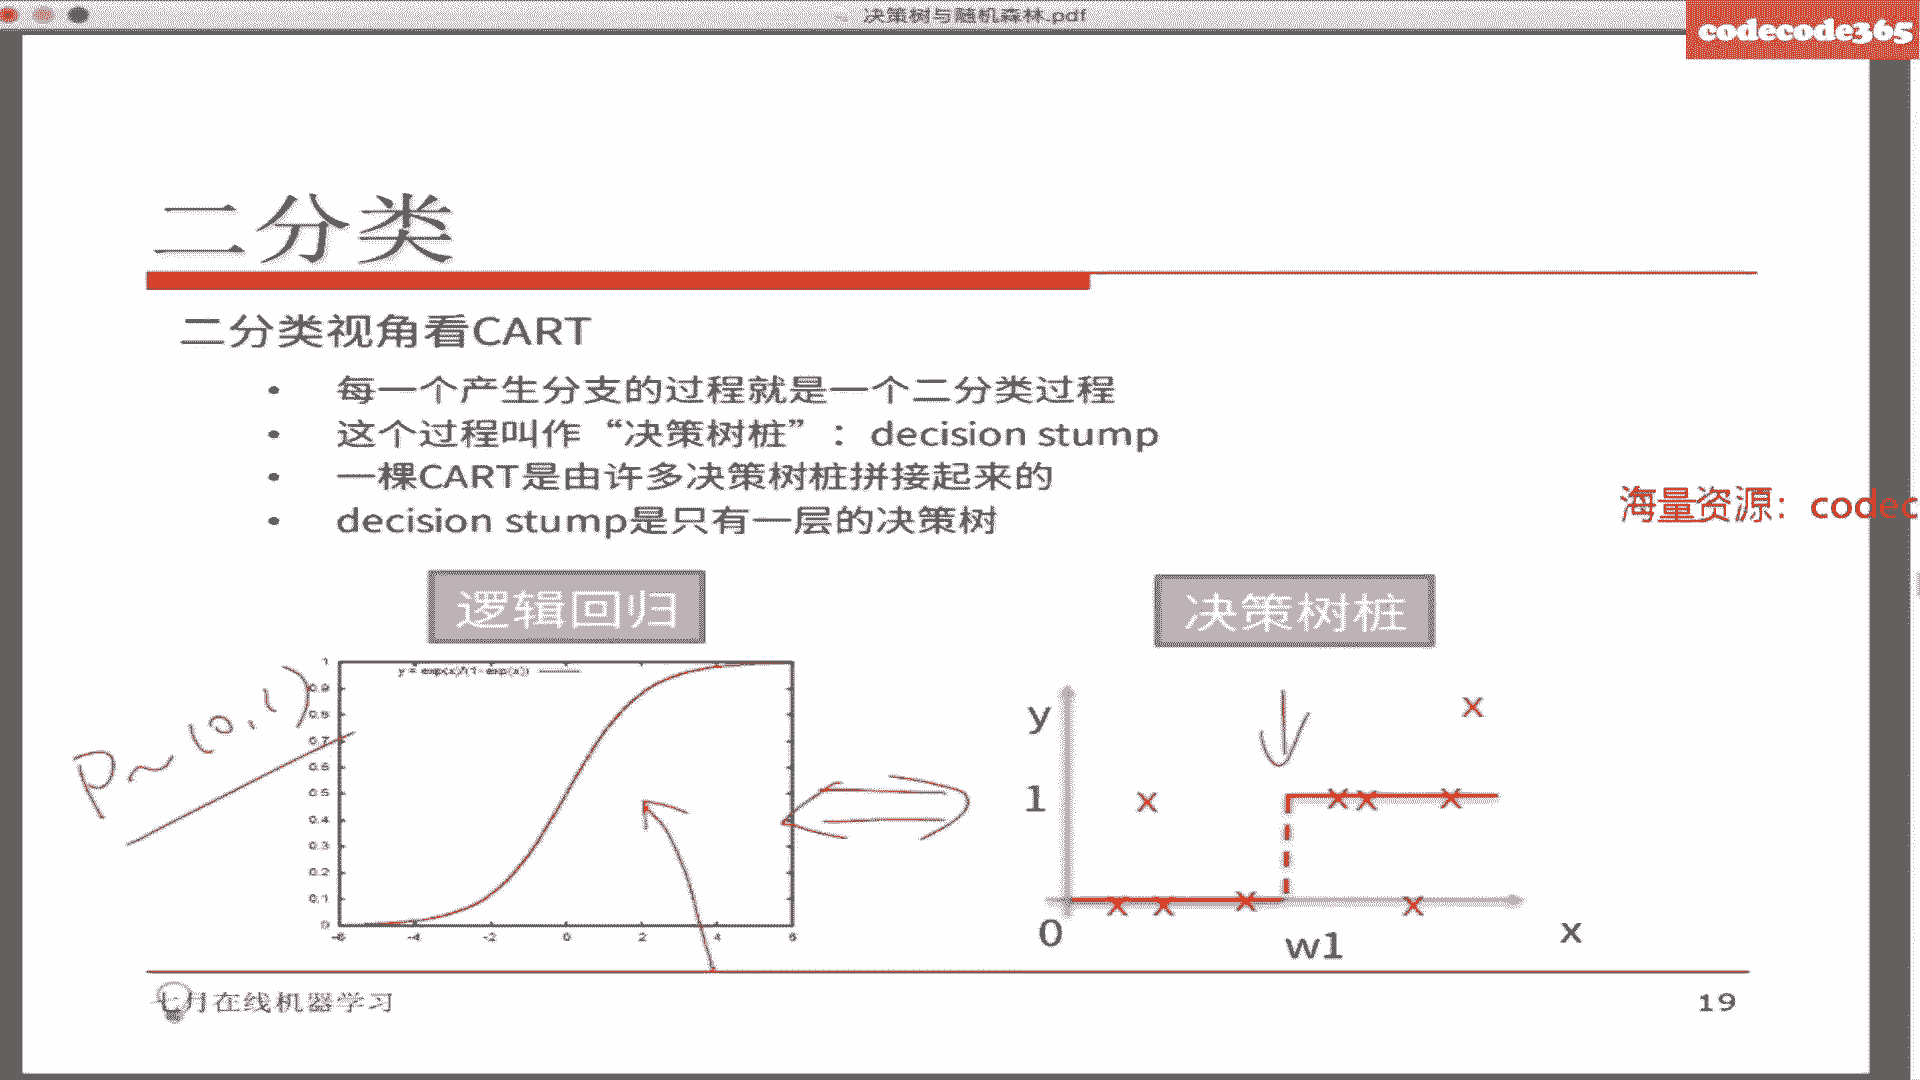 决策树与随机森林.pdf
codecode365
二分类
二分类视角看CART
• 每一个产生分支的过程就是一个二分类过程
• 这个过程叫作“决策树桩”：decision stump
• 一棵CART是由许多决策树桩拼接起来的
• decision stump是只有一层的决策树
海量资源：codec
逻辑回归
决策树桩
P~(0,1)
1
0.9
0.8
0.7
0.6
0.5
0.4
0.3
0.2
0.1
0
-6 -4 -2 0 2 4 6
y
1
0
w1
x
七月在线机器学习
19